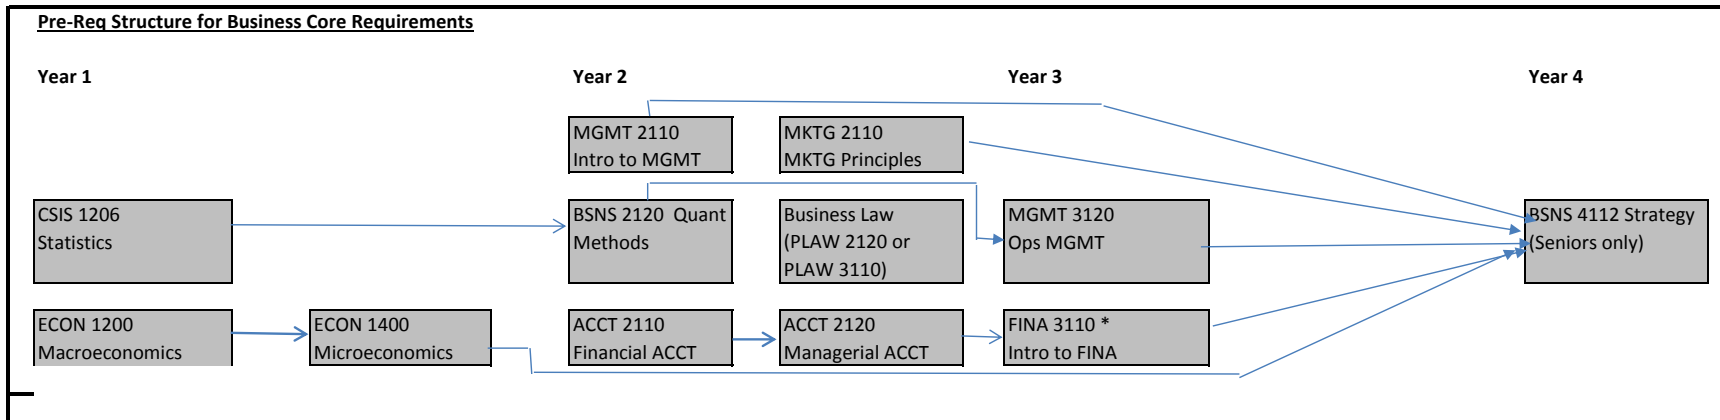 Pre-Req Structure for Business Core Requirements
Year 1
Year 2
Year 3
Year 4
MGMT 2110
Intro to MGMT
MKTG 2110
MKTG Principles
CSIS 1206
Statistics
BSNS 2120 Quant
Methods
Business Law
(PLAW 2120 or
PLAW 3110)
MGMT 3120
Ops MGMT
BSNS 4112 Strategy
(Seniors only)
ECON 1200
Macroeconomics
ECON 1400
Microeconomics
ACCT 2110
Financial ACCT
ACCT 2120
Managerial ACCT
FINA 3110 *
Intro to FINA